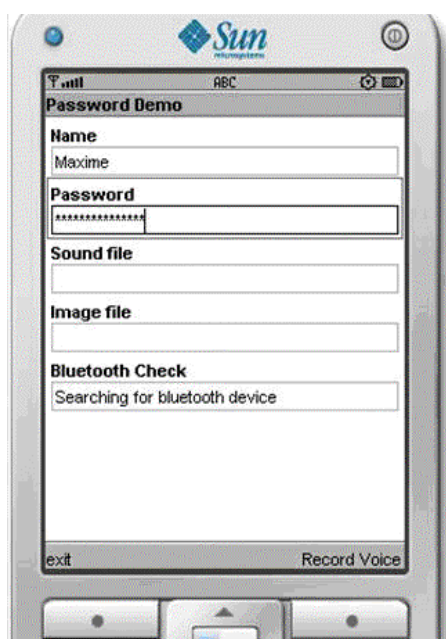 Sun
microsystems
ABC
Password Demo
Name
Maxime
Password
***************
Sound file
Image file
Bluetooth Check
Searching for bluetooth device
exit
Record Voice